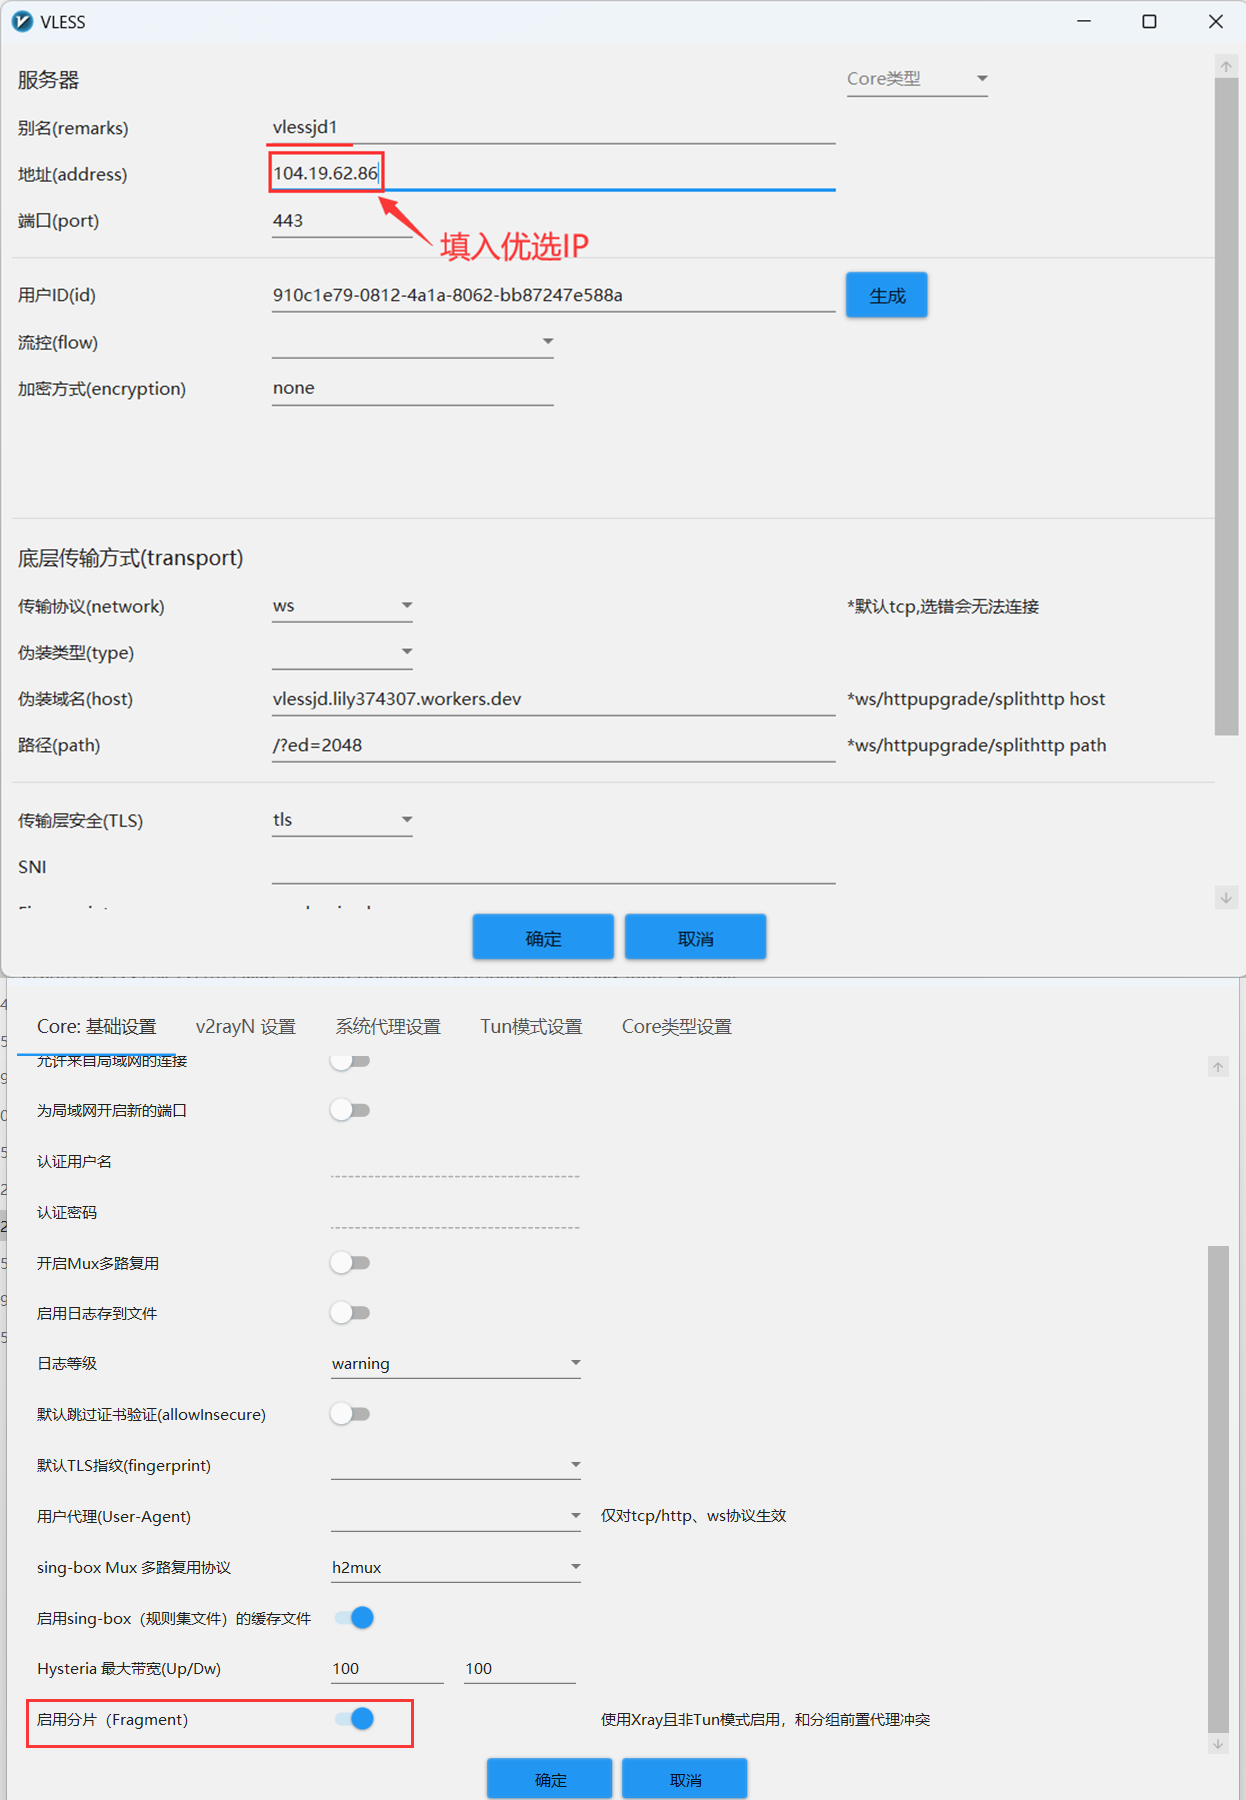 VLESS
服务器
Core类型
别名(remarks)
vlessjd1
地址(address)
104.19.62.86
端口(port)
443
填入优选IP
用户ID(id)
910c1e79-0812-4a1a-8062-bb87247e588a
生成
流控(flow)
加密方式(encryption)
none
底层传输方式(transport)
传输协议(network)
ws
*默认tcp,选错会无法连接
伪装类型(type)
伪装域名(host)
vlessjd.lily374307.workers.dev
*ws/httpupgrade/splithttp host
路径(path)
/?ed=2048
*ws/httpupgrade/splithttp path
传输层安全(TLS)
tls
SNI
确定
取消
Core: 基础设置
v2rayN 设置
系统代理设置
Tun模式设置
Core类型设置
允许来自局域网的连接
为局域网开启新的端口
认证用户名
认证密码
开启Mux多路复用
启用日志存到文件
日志等级
warning
默认跳过证书验证(allowInsecure)
默认TLS指纹(fingerprint)
用户代理(User-Agent)
仅对tcp/http、ws协议生效
sing-box Mux 多路复用协议
h2mux
启用sing-box（规则集文件）的缓存文件
Hysteria 最大带宽(Up/Dw)
100
100
启用分片（Fragment）
使用Xray且非Tun模式启用，和分组前置代理冲突
确定
取消